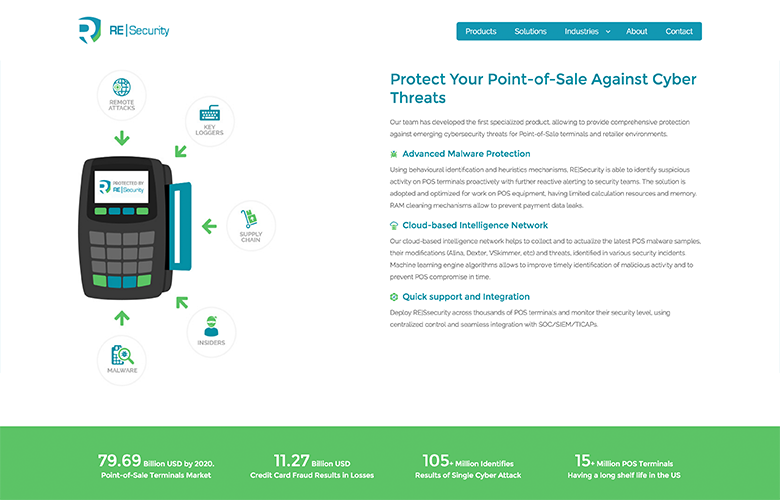 RE|Security
Products Solutions Industries About Contact
REMOTE
ATTACKS
KEY
LOGGERS
PROTECTED BY
RE|Security
SUPPLY
CHAIN
INSIDERS
MALWARE
Protect Your Point-of-Sale Against Cyber
Threats
Our team has developed the first specialized product, allowing to provide comprehensive protection
against emerging cybersecurity threats for Point-of-Sale terminals and retailer environments.
Advanced Malware Protection
Using behavioural identification and heuristics mechanisms, RE|Security is able to identify suspicious
activity on POS terminals proactively with further reactive alerting to security teams. The solution is
adopted and optimized for work on POS equipment, having limited calculation resources and memory.
RAM cleaning mechanisms allow to prevent payment data leaks.
Cloud-based Intelligence Network
Our cloud-based intelligence network helps to collect and to actualize the latest POS malware samples,
their modifications (Alina, Dexter, VSkimmer, etc) and threats, identified in various security incidents.
Machine learning engine algorithms allows to improve timely identification of malicious activity and to
prevent POS compromise in time.
Quick support and Integration
Deploy RE|Ssecurity across thousands of POS terminals and monitor their security level, using
centralized control and seamless integration with SOC/SIEM/TICAPs.
79.69 Billion USD by 2020.
Point-of-Sale Terminals Market
11.27 Billion USD
Credit Card Fraud Results in Losses
105+ Million Identifies
Results of Single Cyber Attack
15+ Million POS Terminals
Having a long shelf life in the US